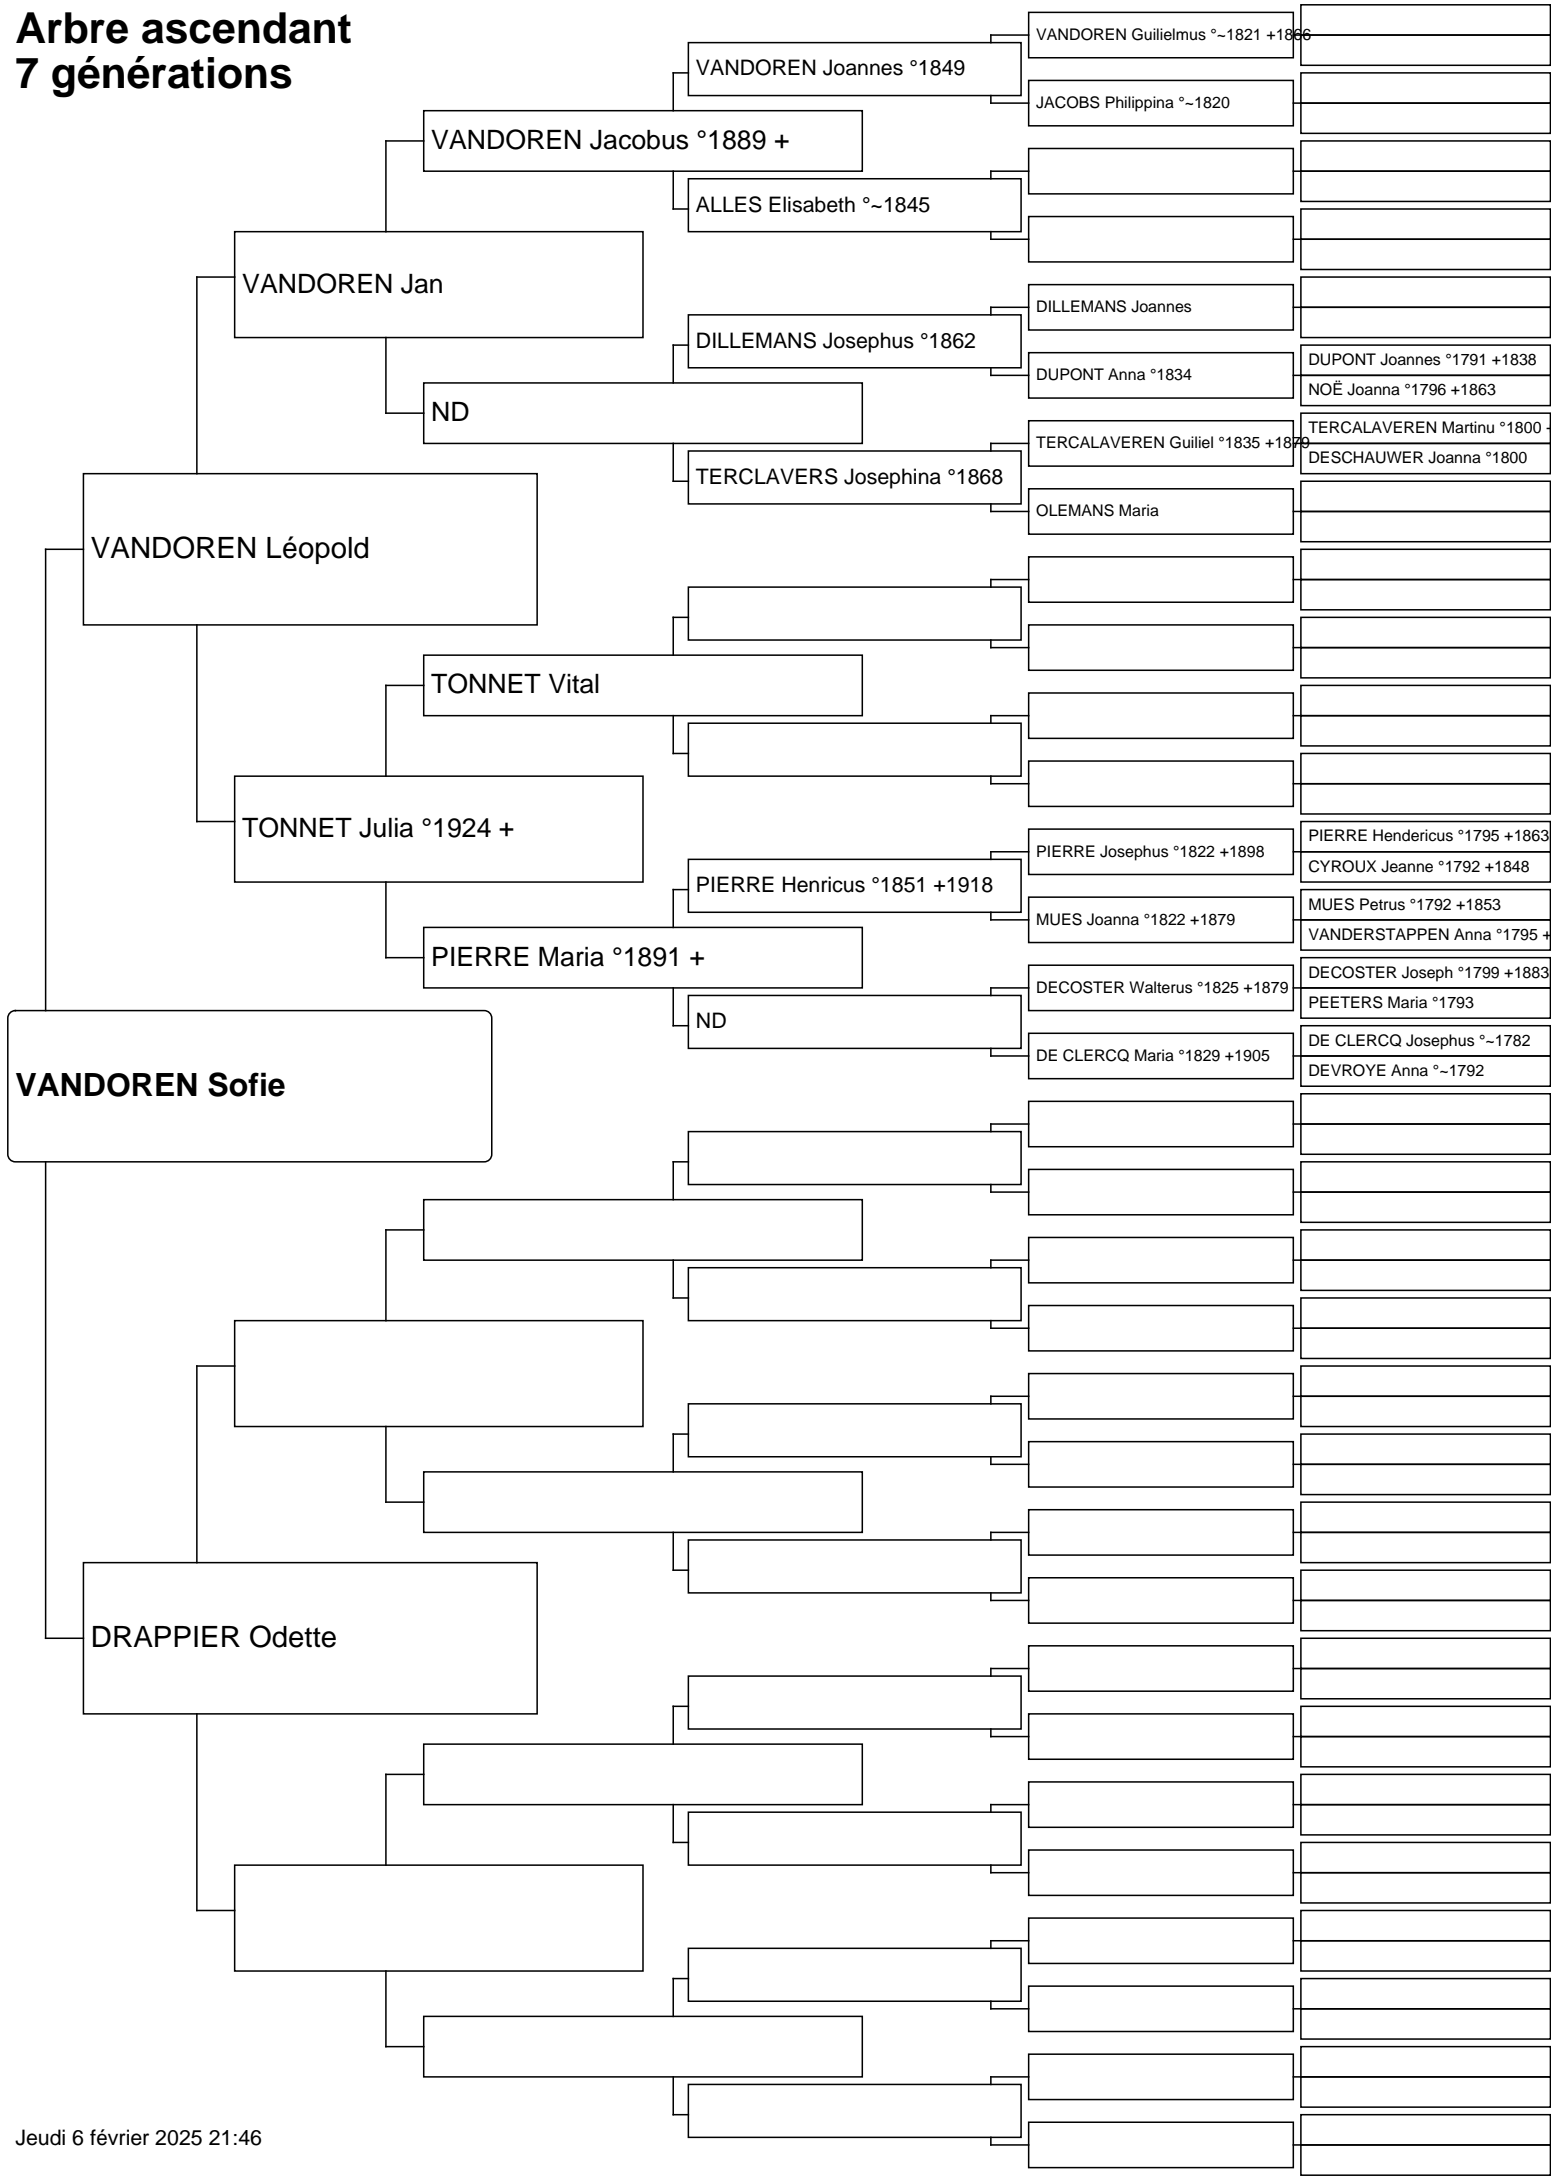 Arbre ascendant
7 générations
VANDOREN Guilielmus °~1821 +1866
VANDOREN Joannes °1849
JACOBS Philippina °~1820
VANDOREN Jacobus °1889 +
ALLES Elisabeth °~1845
VANDOREN Jan
DILLEMANS Joannes
DILLEMANS Josephus °1862
DUPONT Joannes °1791 +1838
DUPONT Anna °1834
NOË Joanna °1796 +1863
ND
TERCALAVEREN Martinu °1800 -
TERCALAVEREN Guiliel °1835 +1879
DESCHAUWER Joanna °1800
TERCLAVERS Josephina °1868
OLEMANS Maria
VANDOREN Léopold
TONNET Vital
TONNET Julia °1924 +
PIERRE Hendericus °1795 +1863
PIERRE Josephus °1822 +1898
CYROUX Jeanne °1792 +1848
PIERRE Henricus °1851 +1918
MUES Petrus °1792 +1853
MUES Joanna °1822 +1879
VANDERSTAPPEN Anna °1795 +
PIERRE Maria °1891 +
DECOSTER Joseph °1799 +1883
DECOSTER Walterus °1825 +1879
PEETERS Maria °1793
ND
DE CLERCQ Josephus °~1782
DE CLERCQ Maria °1829 +1905
DEVROYE Anna °~1792
VANDOREN Sofie
DRAPPIER Odette
Jeudi 6 février 2025 21:46